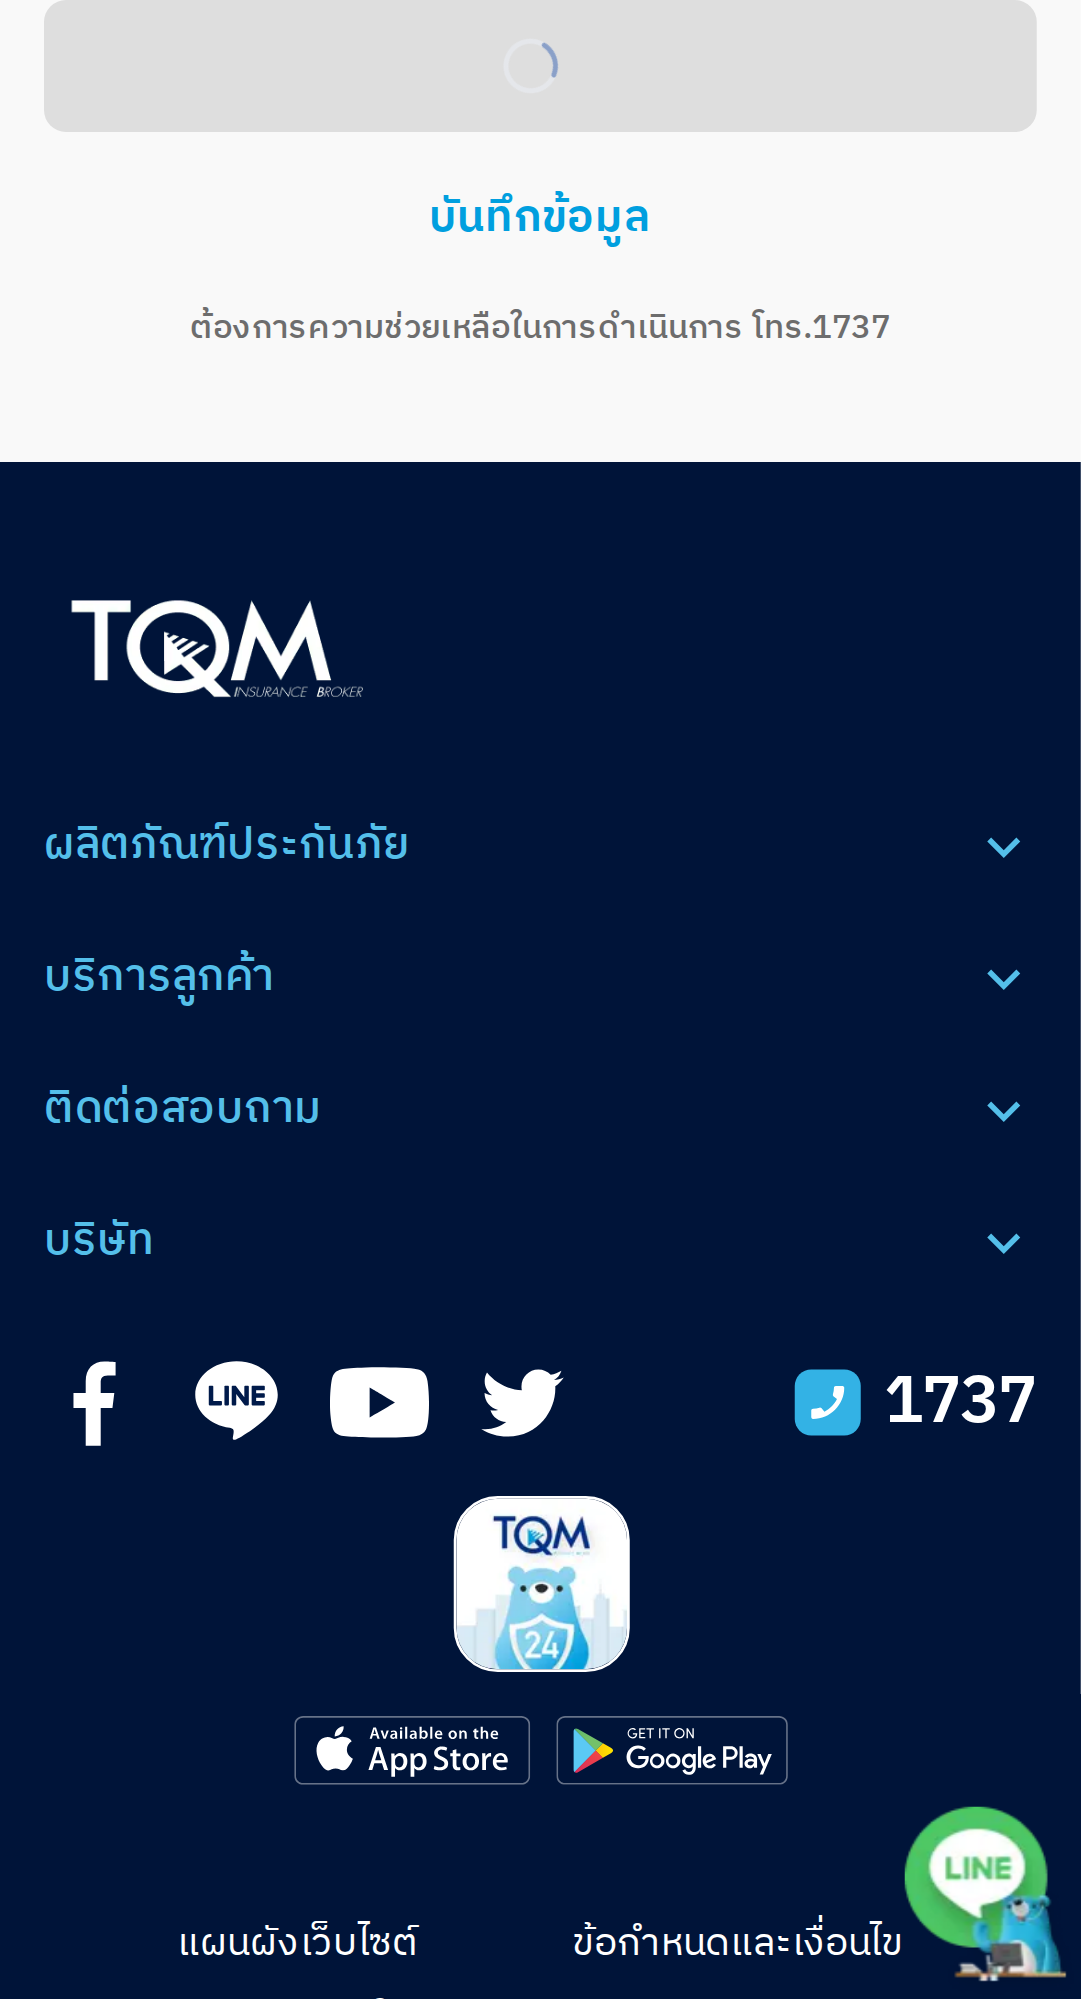 บันทึกข้อมูล
ต้องการความช่วยเหลือในการดำเนินการ โทร.1737
TQM
INSURANCE BROKER
ผลิตภัณฑ์ประกันภัย
บริการลูกค้า
ติดต่อสอบถาม
บริษัท
LINE
1737
TQM
24
Available on the
App Store
GET IT ON
Google Play
LINE
แผนผังเว็บไซต์ ข้อกำหนดและเงื่อนไข